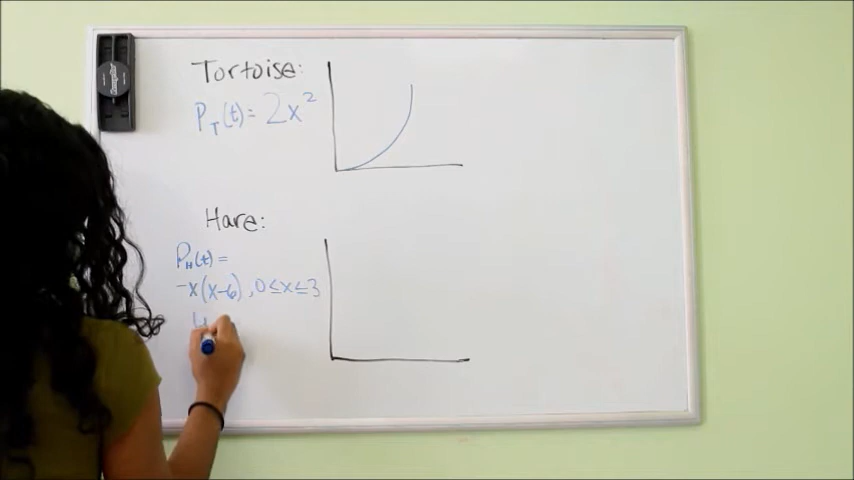 Tortoise:
P_T(t) = 2x²
Hare:
P_H(t) =
-x(x-6), 0≤x≤3